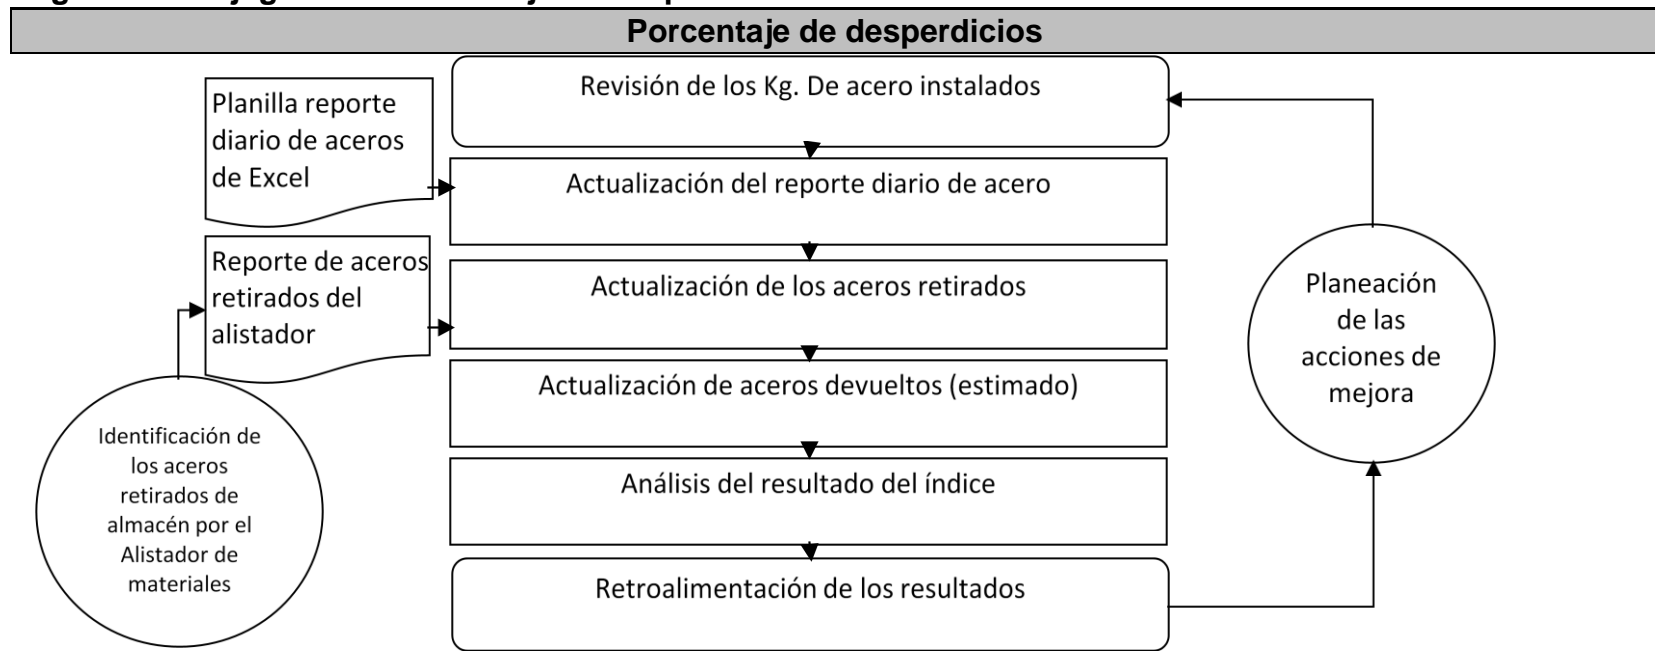 Porcentaje de desperdicios
Revisión de los Kg. De acero instalados
Planilla reporte
diario de aceros
de Excel
Actualización del reporte diario de acero
Reporte de aceros
retirados del
alistador
Actualización de los aceros retirados
Planeación
de las
acciones de
mejora
Actualización de aceros devueltos (estimado)
Identificación de
los aceros
retirados de
almacén por el
Alistador de
materiales
Análisis del resultado del índice
Retroalimentación de los resultados